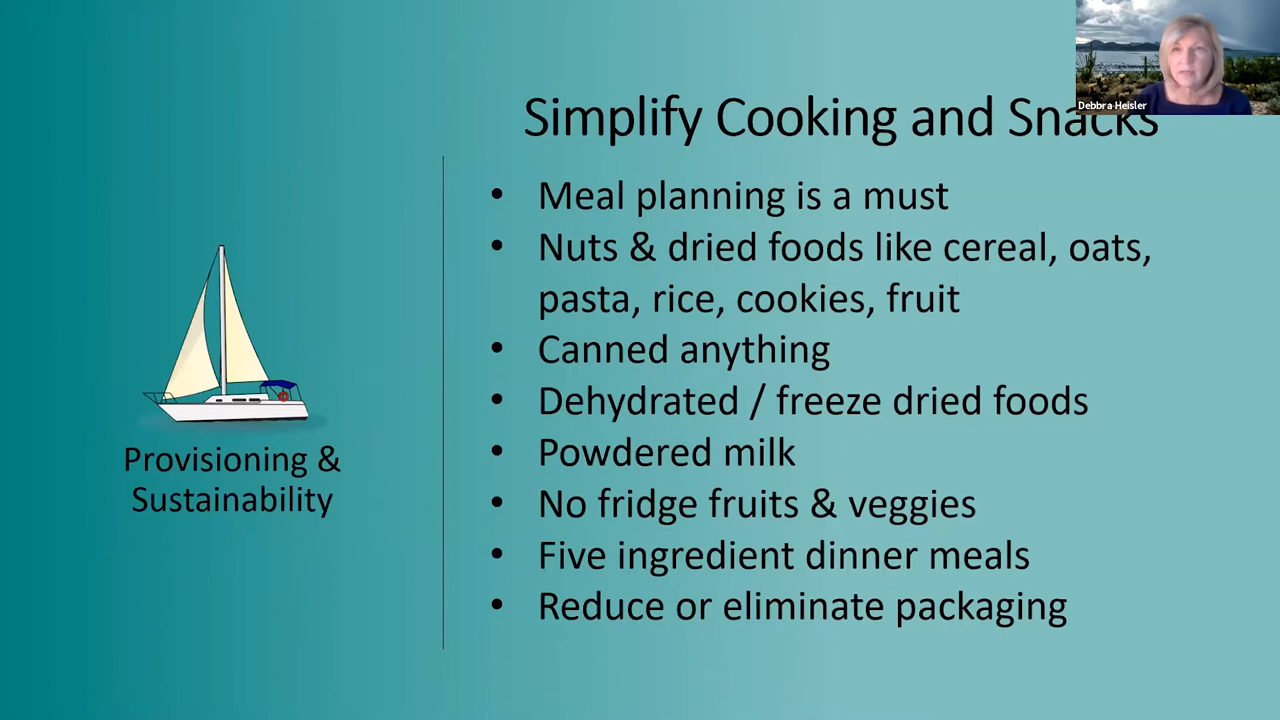 Debbra Heisler
Simplify Cooking and Snacks
• Meal planning is a must
• Nuts & dried foods like cereal, oats,
pasta, rice, cookies, fruit
• Canned anything
• Dehydrated / freeze dried foods
• Powdered milk
• No fridge fruits & veggies
• Five ingredient dinner meals
• Reduce or eliminate packaging
Provisioning &
Sustainability